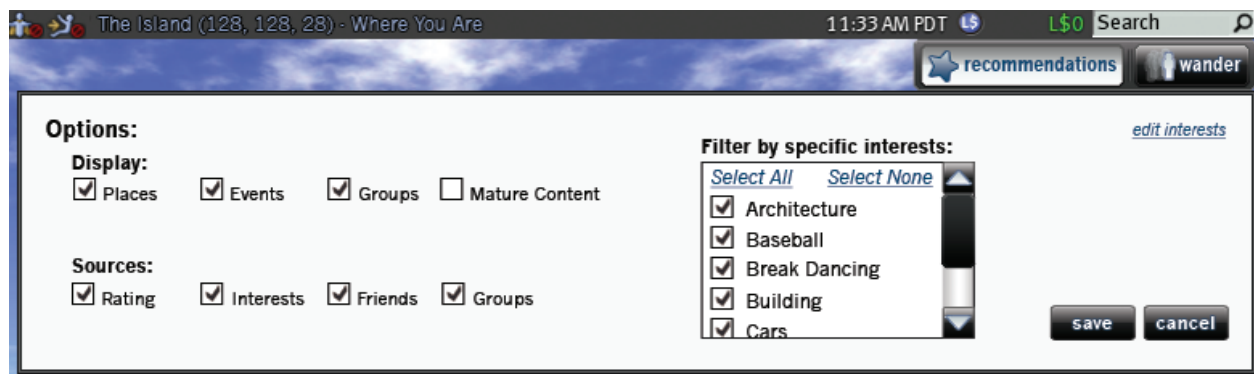 The Island (128, 128, 28) - Where You Are 11:33 AM PDT L$ L$0 Search
recommendations wander
Options: edit interests
Display:
Places Events Groups Mature Content
Sources:
Rating Interests Friends Groups
Filter by specific interests:
Select All Select None
Architecture
Baseball
Break Dancing
Building
Cars
save cancel